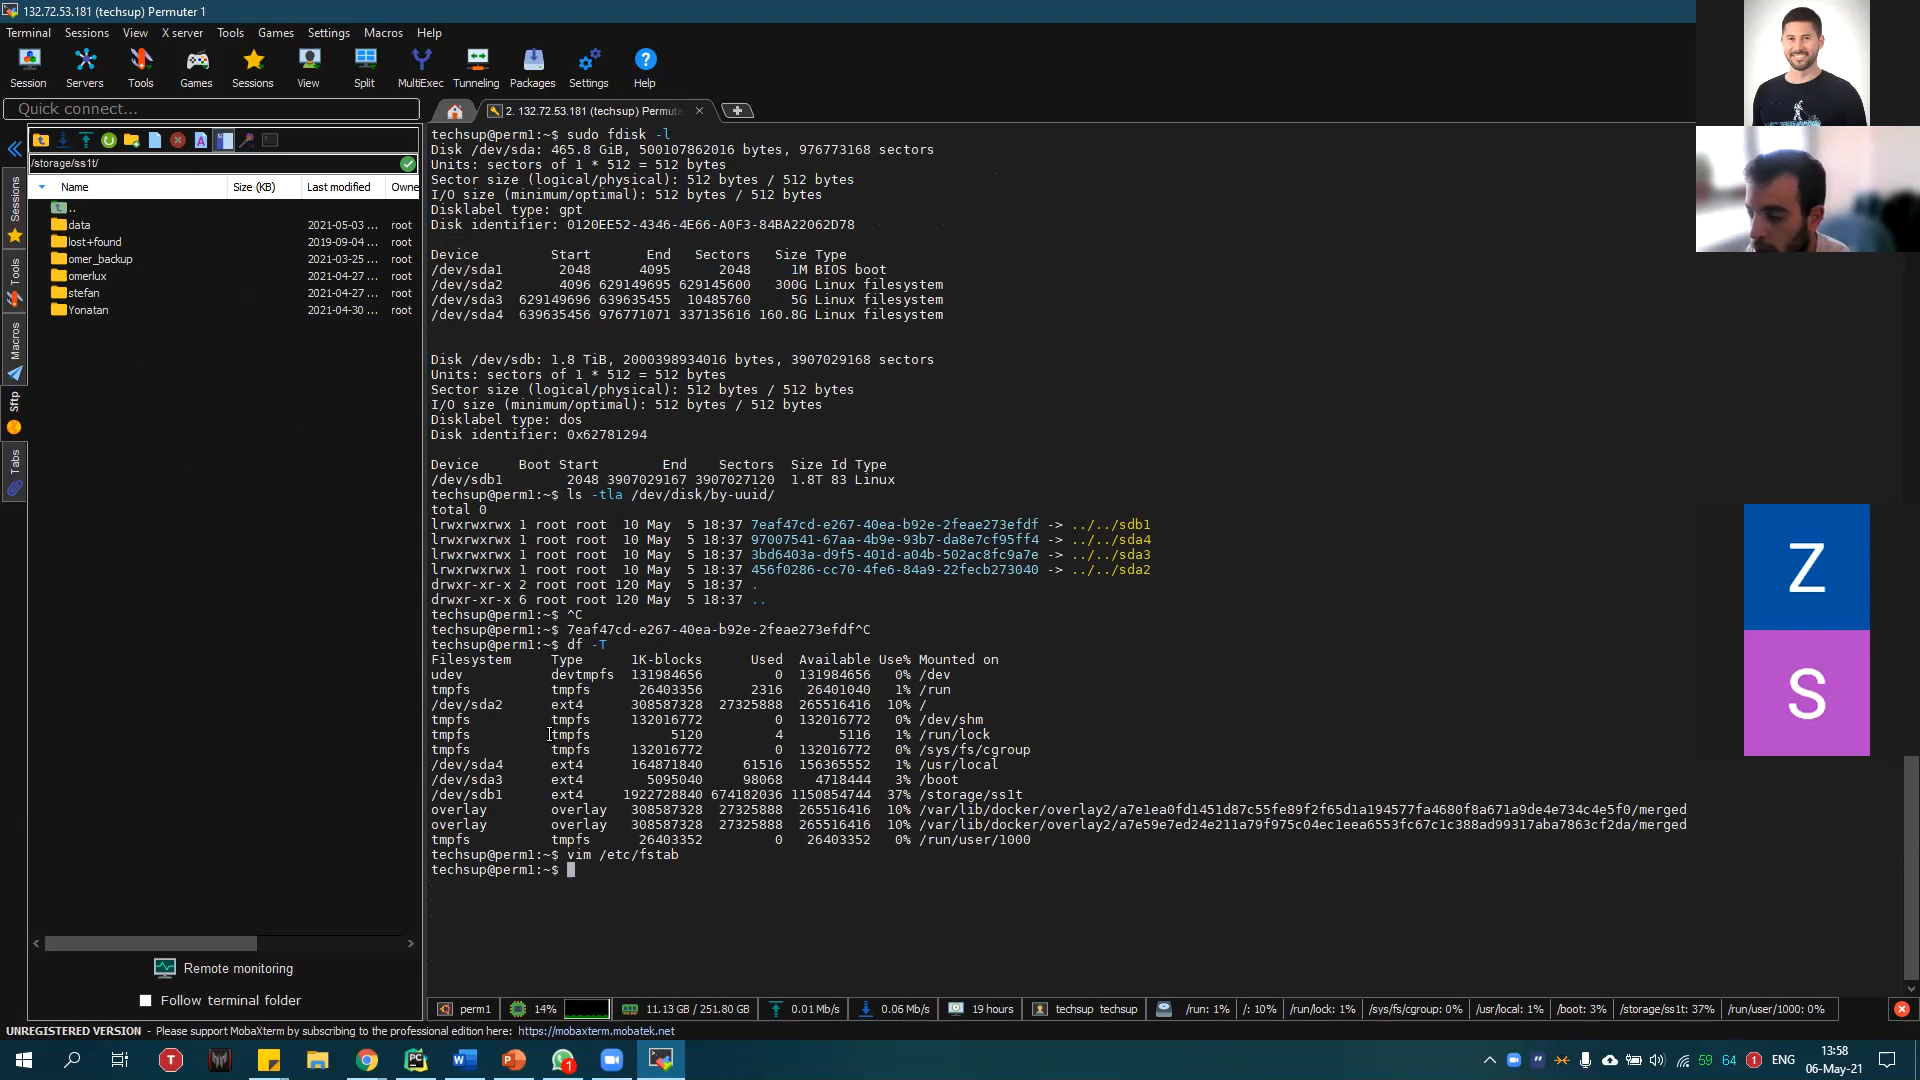 132.72.53.181 (techsup) Permuter 1
Terminal Sessions View X server Tools Games Settings Macros Help
Session Servers Tools Games Sessions View Split MultiExec Tunneling Packages Settings Help
Quick connect...
2. 132.72.53.181 (techsup) Permute
/storage/ss1t/
Name Size (KB) Last modified Owne
..
data 2021-05-03 ... root
lost+found 2019-09-04 ... root
omer_backup 2021-03-25 ... root
omerlux 2021-04-27 ... root
stefan 2021-04-27 ... root
Yonatan 2021-04-30 ... root
Sessions
Tools
Macros
Sftp
Tabs
techsup@perm1:~$ sudo fdisk -l
Disk /dev/sda: 465.8 GiB, 500107862016 bytes, 976773168 sectors
Units: sectors of 1 * 512 = 512 bytes
Sector size (logical/physical): 512 bytes / 512 bytes
I/O size (minimum/optimal): 512 bytes / 512 bytes
Disklabel type: gpt
Disk identifier: 0120EE52-4346-4E66-A0F3-84BA22062D78
Device Start End Sectors Size Type
/dev/sda1 2048 4095 2048 1M BIOS boot
/dev/sda2 4096 629149695 629145600 300G Linux filesystem
/dev/sda3 629149696 639635455 10485760 5G Linux filesystem
/dev/sda4 639635456 976771071 337135616 160.8G Linux filesystem
Disk /dev/sdb: 1.8 TiB, 2000398934016 bytes, 3907029168 sectors
Units: sectors of 1 * 512 = 512 bytes
Sector size (logical/physical): 512 bytes / 512 bytes
I/O size (minimum/optimal): 512 bytes / 512 bytes
Disklabel type: dos
Disk identifier: 0x62781294
Device Boot Start End Sectors Size Id Type
/dev/sdb1 2048 3907029167 3907027120 1.8T 83 Linux
techsup@perm1:~$ ls -tla /dev/disk/by-uuid/
total 0
lrwxrwxrwx 1 root root 10 May 5 18:37 7eaf47cd-e267-40ea-b92e-2feae273efdf -> ../../sdb1
lrwxrwxrwx 1 root root 10 May 5 18:37 97007541-67aa-4b9e-93b7-da8e7cf95ff4 -> ../../sda4
lrwxrwxrwx 1 root root 10 May 5 18:37 3bd6403a-d9f5-401d-a04b-502ac8fc9a7e -> ../../sda3
lrwxrwxrwx 1 root root 10 May 5 18:37 456f0286-cc70-4fe6-84a9-22fecb273040 -> ../../sda2
drwxr-xr-x 2 root root 120 May 5 18:37 .
drwxr-xr-x 6 root root 120 May 5 18:37 ..
techsup@perm1:~$ ^C
techsup@perm1:~$ 7eaf47cd-e267-40ea-b92e-2feae273efdf^C
techsup@perm1:~$ df -T
Filesystem Type 1K-blocks Used Available Use% Mounted on
udev devtmpfs 131984656 0 131984656 0% /dev
tmpfs tmpfs 26403356 2316 26401040 1% /run
/dev/sda2 ext4 308587328 27325888 265516416 10% /
tmpfs tmpfs 132016772 0 132016772 0% /dev/shm
tmpfs tmpfs 5120 4 5116 1% /run/lock
tmpfs tmpfs 132016772 0 132016772 0% /sys/fs/cgroup
/dev/sda4 ext4 164871840 61516 156365552 1% /usr/local
/dev/sda3 ext4 5095040 98068 4718444 3% /boot
/dev/sdb1 ext4 1922728840 674182036 1150854744 37% /storage/ss1t
overlay overlay 308587328 27325888 265516416 10% /var/lib/docker/overlay2/a7e1ea0fd1451d87c55fe89f2f65d1a194577fa4680f8a671a9de4e734c4e5f0/merged
overlay overlay 308587328 27325888 265516416 10% /var/lib/docker/overlay2/a7e59e7ed24e211a79f975c04ec1eea6553fc67c1c388ad99317aba7863cf2da/merged
tmpfs tmpfs 26403352 0 26403352 0% /run/user/1000
techsup@perm1:~$ vim /etc/fstab
techsup@perm1:~$
Z
S
Remote monitoring
Follow terminal folder
perm1 14% 11.13 GB / 251.80 GB 0.01 Mb/s 0.06 Mb/s 19 hours techsup techsup /run: 1% /: 10% /run/lock: 1% /sys/fs/cgroup: 0% /usr/local: 1% /boot: 3% /storage/ss1t: 37% /run/user/1000: 0%
UNREGISTERED VERSION - Please support MobaXterm by subscribing to the professional edition here: https://mobaxterm.mobatek.net
59 64 1 ENG 13:58
06-May-21